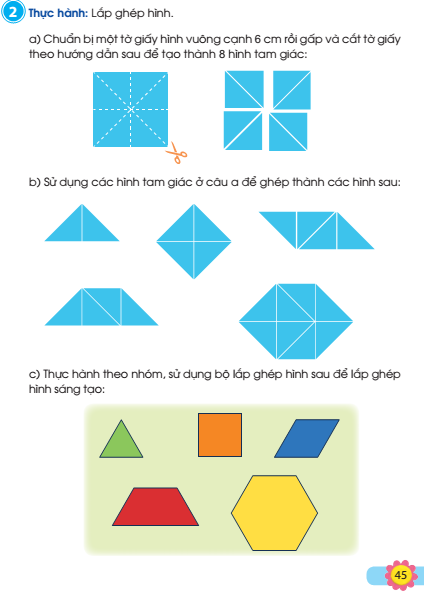 2 Thực hành: Lắp ghép hình.
a) Chuẩn bị một tờ giấy hình vuông cạnh 6 cm rồi gấp và cắt tờ giấy
theo hướng dẫn sau để tạo thành 8 hình tam giác:
b) Sử dụng các hình tam giác ở câu a để ghép thành các hình sau:
c) Thực hành theo nhóm, sử dụng bộ lắp ghép hình sau để lắp ghép
hình sáng tạo:
45